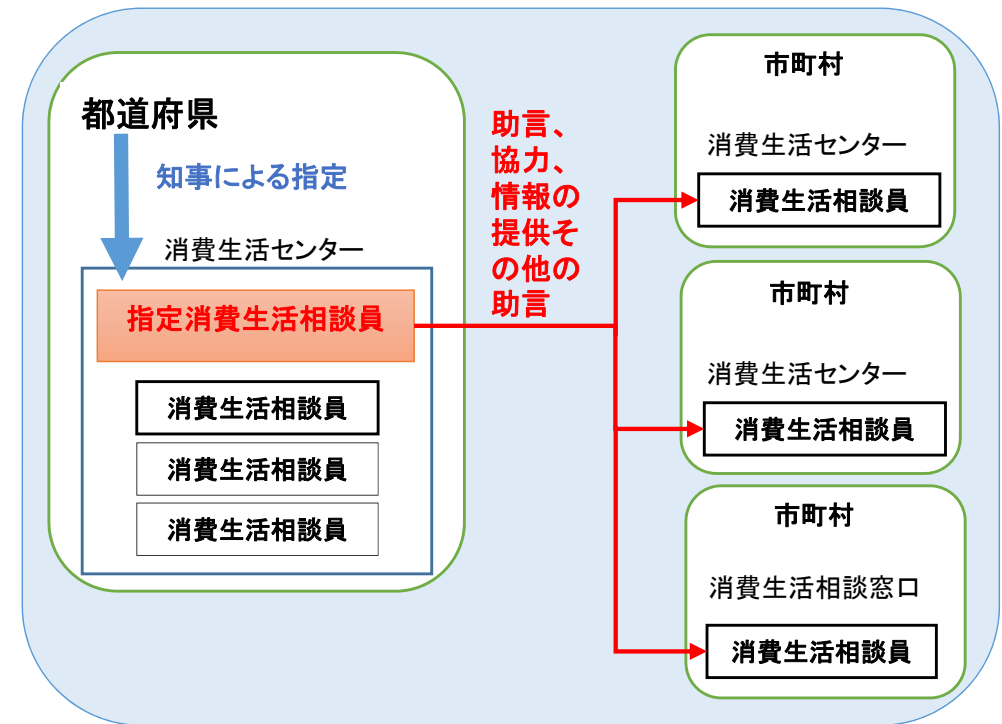 都道府県
知事による指定
消費生活センター
指定消費生活相談員
消費生活相談員
消費生活相談員
消費生活相談員
助言、
協力、
情報の
提供そ
の他の
助言
市町村
消費生活センター
消費生活相談員
市町村
消費生活センター
消費生活相談員
市町村
消費生活相談窓口
消費生活相談員